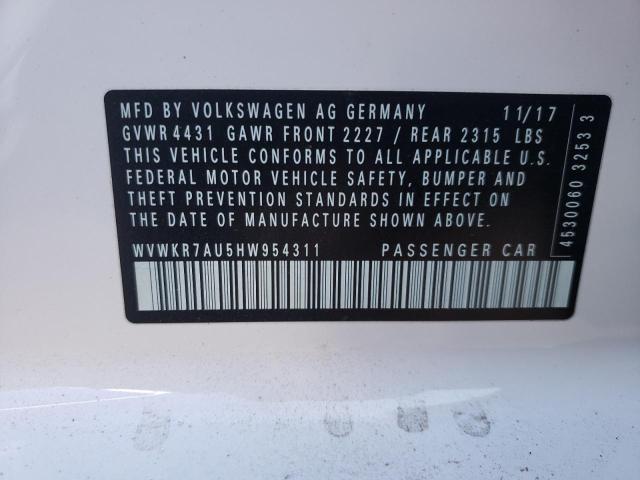 MFD BY VOLKSWAGEN AG GERMANY 11/17
GVWR 4431 GAWR FRONT 2227 / REAR 2315 LBS
THIS VEHICLE CONFORMS TO ALL APPLICABLE U.S.
FEDERAL MOTOR VEHICLE SAFETY, BUMPER AND
THEFT PREVENTION STANDARDS IN EFFECT ON
THE DATE OF MANUFACTURE SHOWN ABOVE.
WVWKR7AU5HW954311 PASSENGER CAR
4530060 3253 3